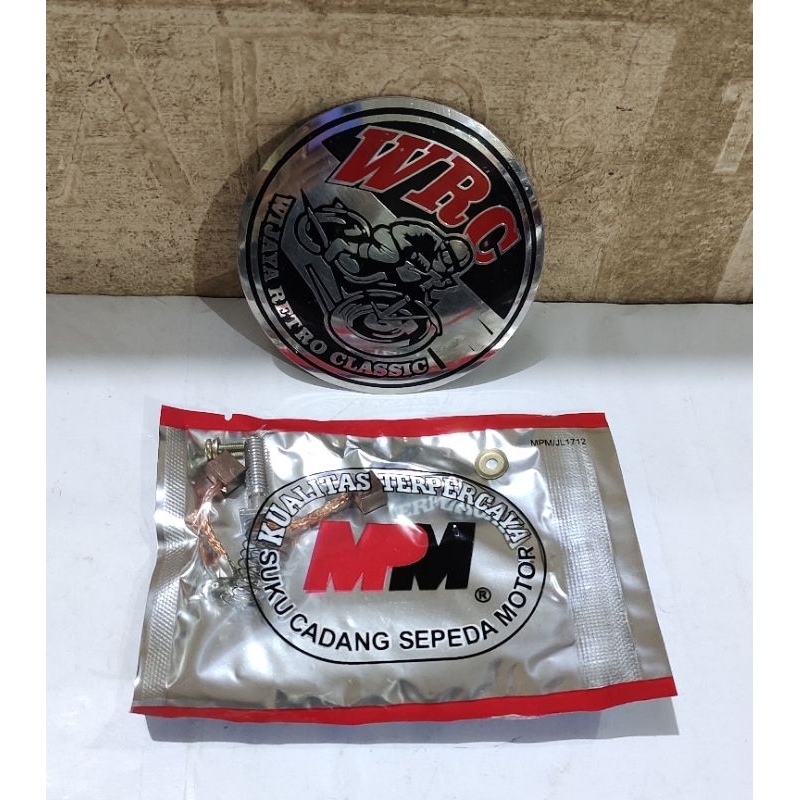 WRC
WIJAYA RETRO CLASSIC
MPM/JL1712
KUALITAS TERPERCAYA
MPM
®
SUKU CADANG SEPEDA MOTOR